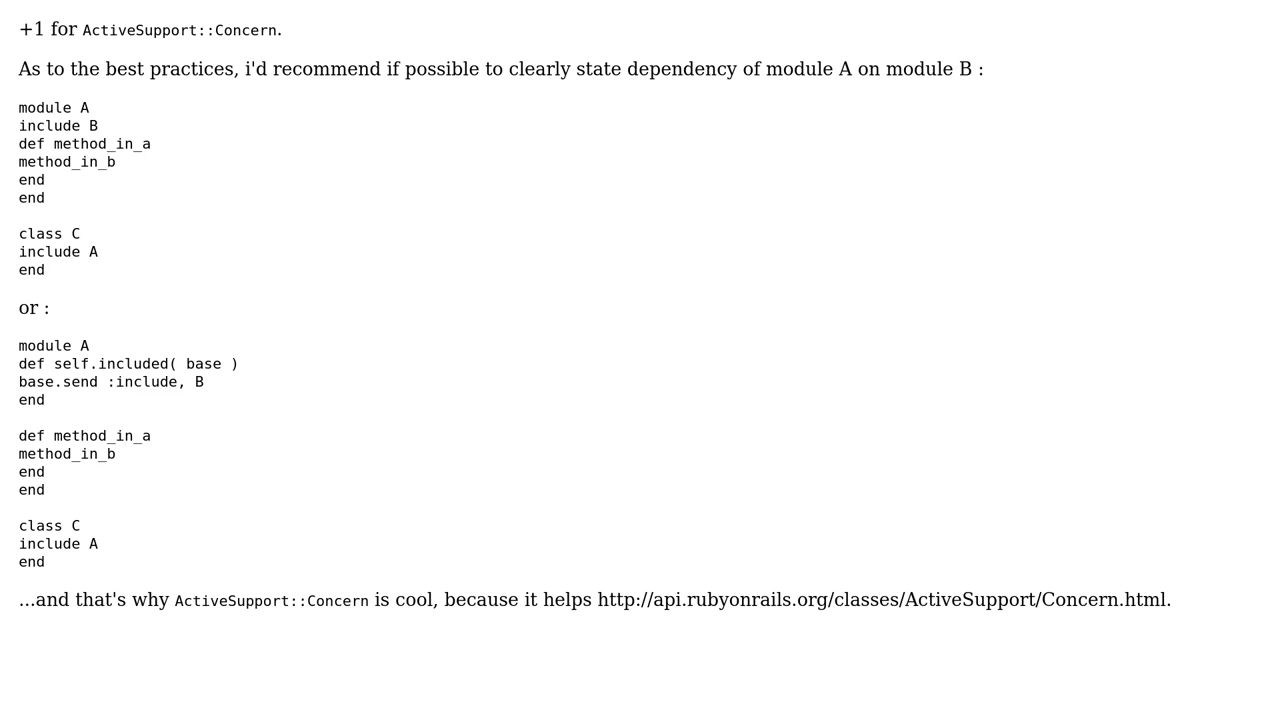 +1 for ActiveSupport::Concern.
As to the best practices, i'd recommend if possible to clearly state dependency of module A on module B :
module A
include B
def method_in_a
method_in_b
end
end
class C
include A
end
or :
module A
def self.included( base )
base.send :include, B
end
def method_in_a
method_in_b
end
end
class C
include A
end
...and that's why ActiveSupport::Concern is cool, because it helps http://api.rubyonrails.org/classes/ActiveSupport/Concern.html.